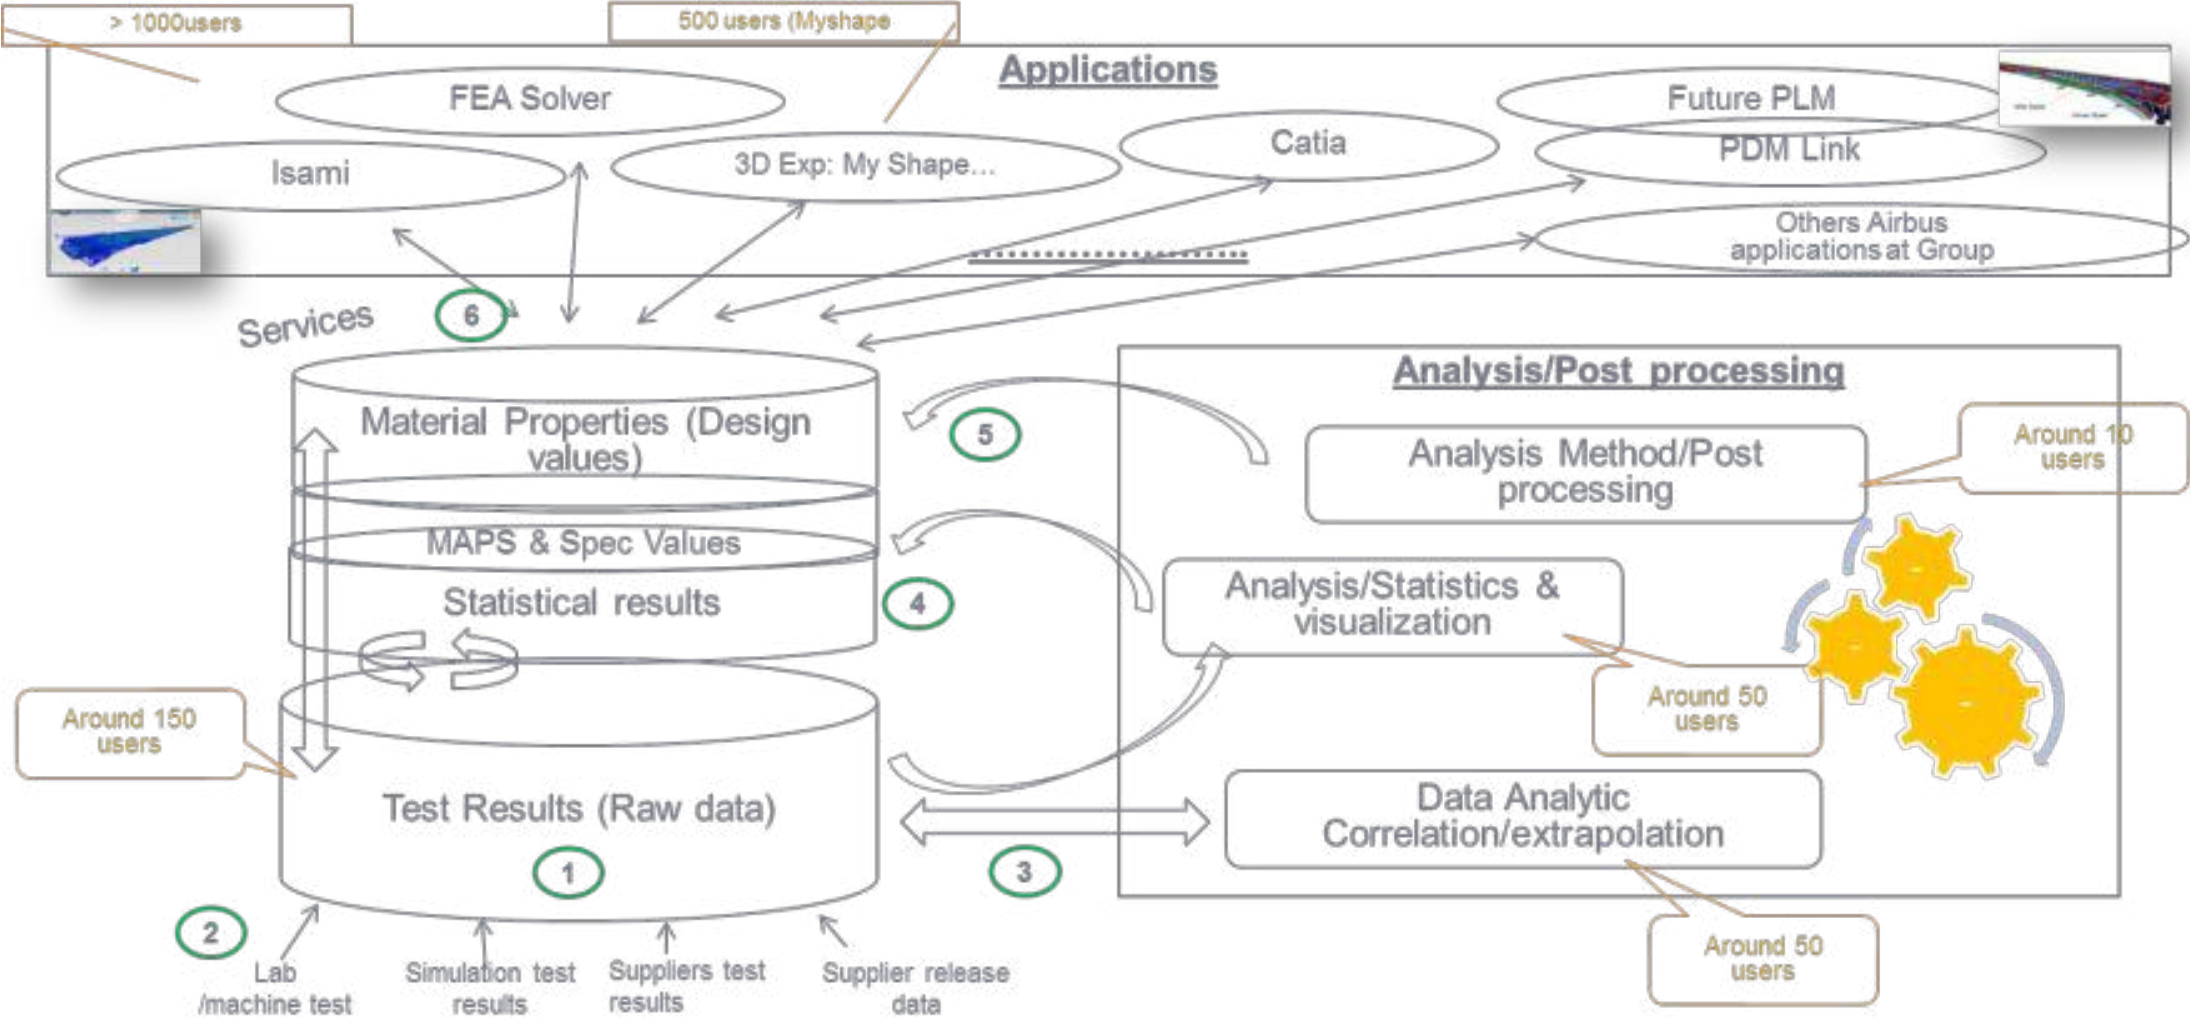 > 1000users
500 users (Myshape
Applications
FEA Solver
Future PLM
Catia
PDM Link
Isami
3D Exp: My Shape...
Others Airbus
applications at Group
Services
6
Analysis/Post processing
Material Properties (Design
values)
5
Analysis Method/Post
processing
Around 10
users
MAPS & Spec Values
Statistical results
4
Analysis/Statistics &
visualization
Around 50
users
Around 150
users
Test Results (Raw data)
1
3
Data Analytic
Correlation/extrapolation
Around 50
users
2
Lab
/machine test
Simulation test
results
Suppliers test
results
Supplier release
data